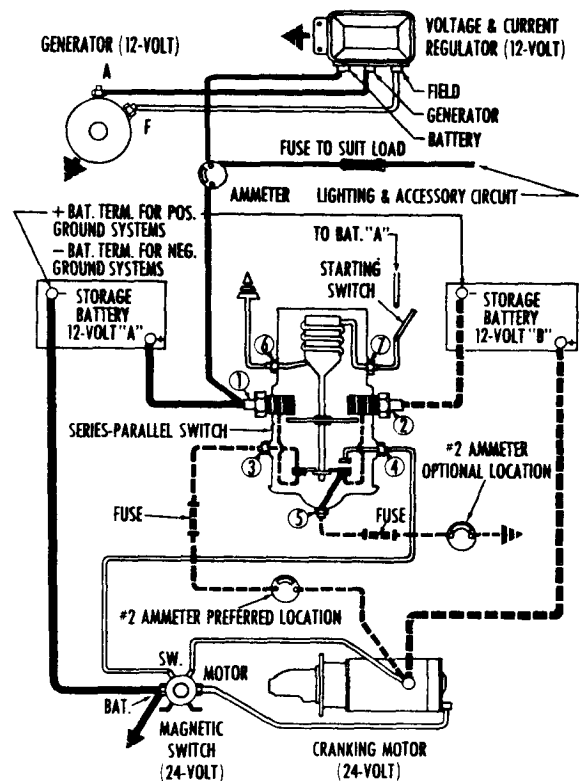 VOLTAGE & CURRENT
REGULATOR (12-VOLT)
GENERATOR (12-VOLT)
A
F
FIELD
GENERATOR
BATTERY
FUSE TO SUIT LOAD
AMMETER
LIGHTING & ACCESSORY CIRCUIT
+ BAT. TERM. FOR POS.
GROUND SYSTEMS
- BAT. TERM. FOR NEG.
GROUND SYSTEMS
TO BAT. "A"
STARTING
SWITCH
STORAGE
BATTERY
12-VOLT "A"
-
+
STORAGE
BATTERY
12-VOLT "B"
-
+
6
7
1
2
SERIES-PARALLEL SWITCH
3
4
#2 AMMETER
OPTIONAL LOCATION
5
FUSE
FUSE
#2 AMMETER PREFERRED LOCATION
SW.
MOTOR
BAT.
MAGNETIC
SWITCH
(24-VOLT)
CRANKING MOTOR
(24-VOLT)